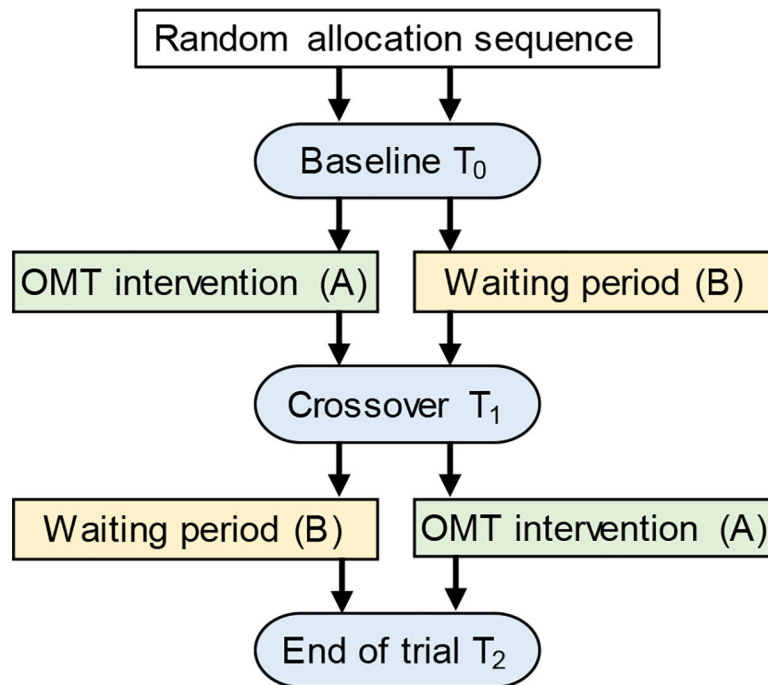 Random allocation sequence
Baseline T₀
OMT intervention (A)
Waiting period (B)
Crossover T₁
Waiting period (B)
OMT intervention (A)
End of trial T₂